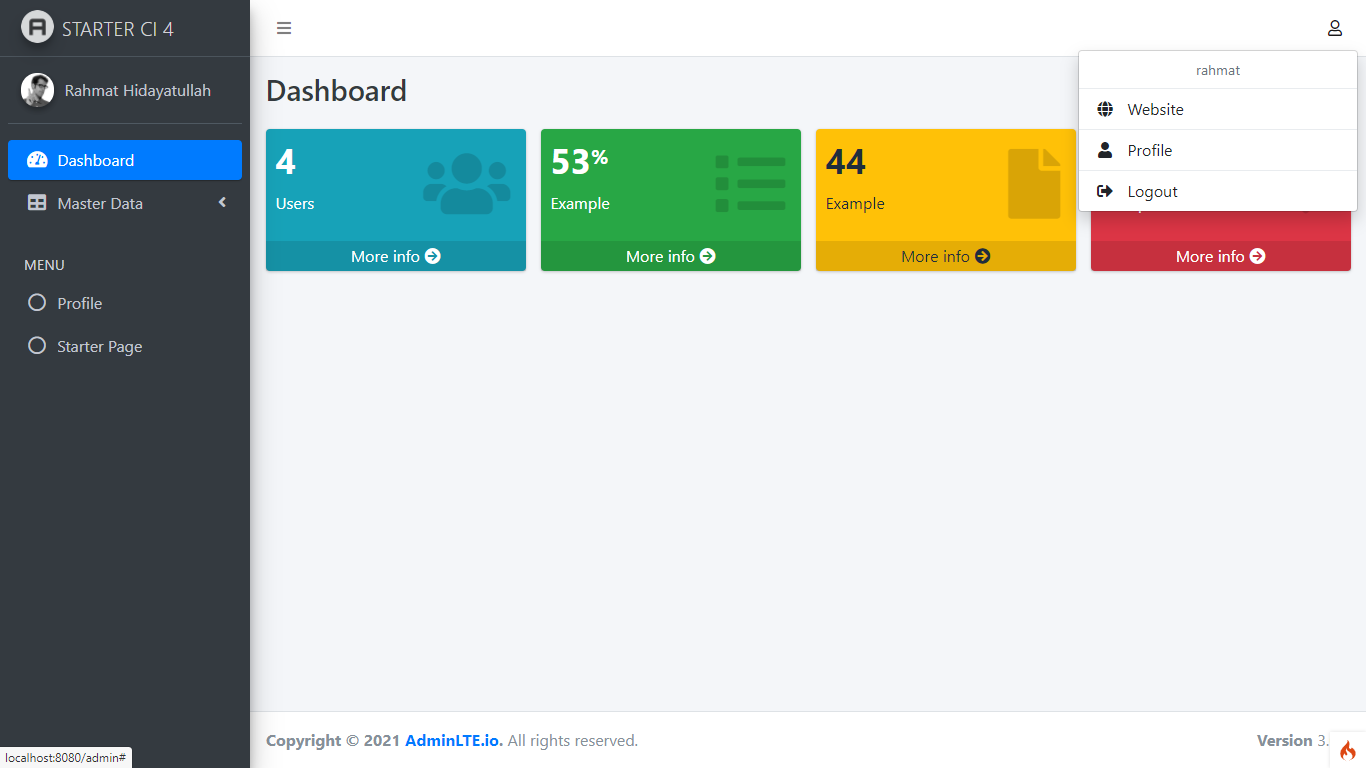 STARTER CI 4
Rahmat Hidayatullah
Dashboard
Master Data
MENU
Profile
Starter Page
rahmat
Website
Profile
Logout
Dashboard
4
Users
More info
53%
Example
More info
44
Example
More info
More info
Copyright © 2021 AdminLTE.io. All rights reserved.
Version 3.
localhost:8080/admin#